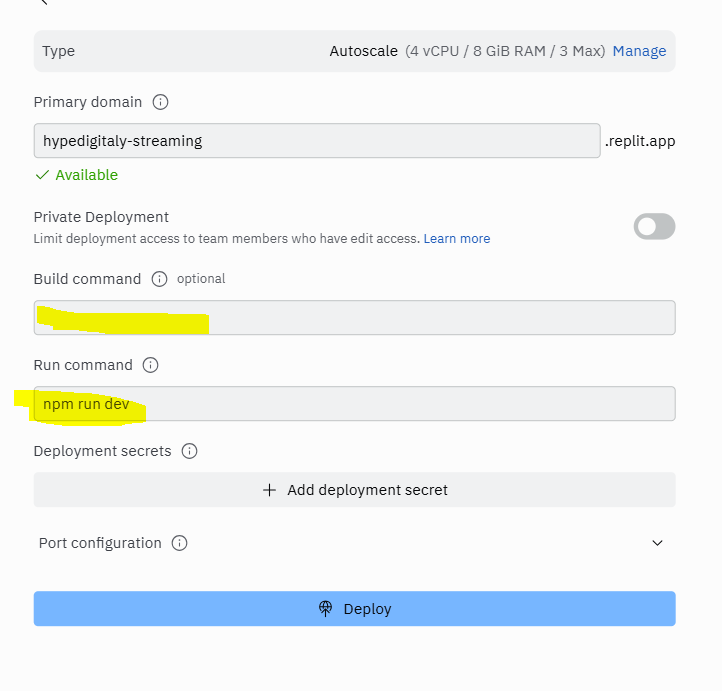 Type Autoscale (4 vCPU / 8 GiB RAM / 3 Max) Manage
Primary domain
hypedigitaly-streaming .replit.app
Available
Private Deployment
Limit deployment access to team members who have edit access. Learn more
Build command optional
Run command
npm run dev
Deployment secrets
Add deployment secret
Port configuration
Deploy